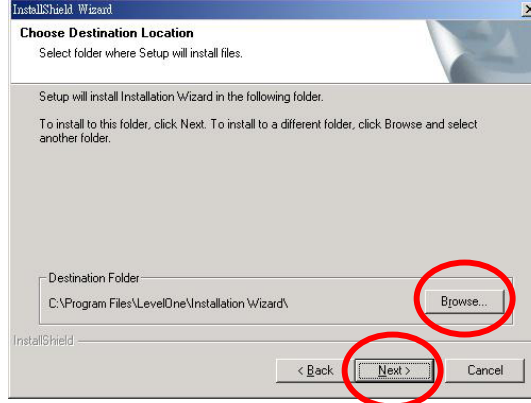 InstallShield Wizard
Choose Destination Location
Select folder where Setup will install files.
Setup will install Installation Wizard in the following folder.
To install to this folder, click Next. To install to a different folder, click Browse and select
another folder.
Destination Folder
C:\Program Files\LevelOne\Installation Wizard\
Browse...
InstallShield
< Back
Next >
Cancel